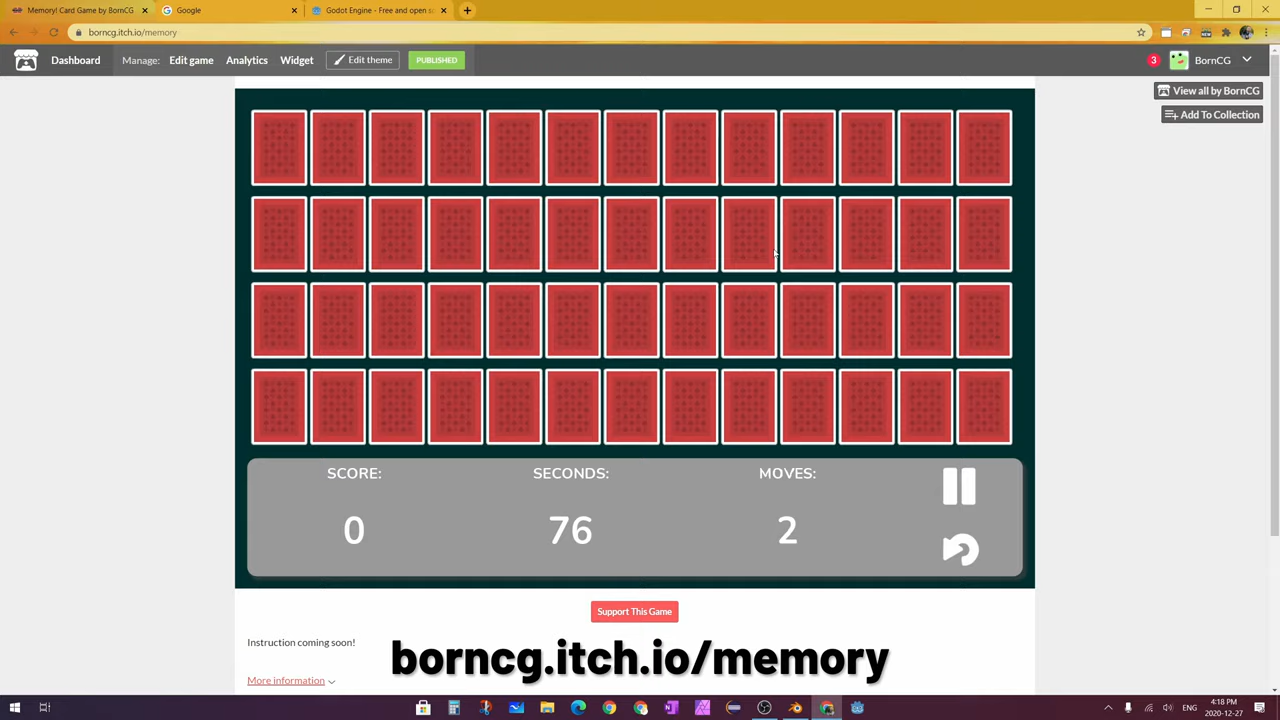 Memory! Card Game by BornCG
Google
Godot Engine - Free and open s
borncg.itch.io/memory
Dashboard
Manage:
Edit game
Analytics
Widget
Edit theme
PUBLISHED
3
BornCG
View all by BornCG
Add To Collection
SCORE:
SECONDS:
MOVES:
0
76
2
Support This Game
Instruction coming soon!
borncg.itch.io/memory
More information
ENG
4:18 PM
2020-12-27